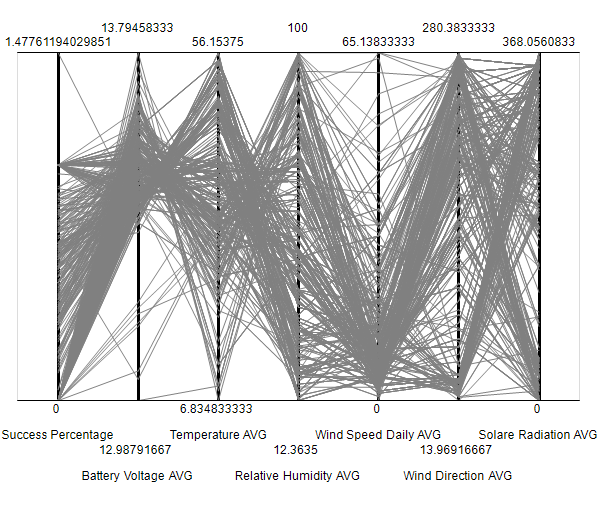 13.79458333 100 280.3833333
1.47761194029851 56.15375 65.13833333 368.0560833
0 6.834833333 0 0
Success Percentage Temperature AVG Wind Speed Daily AVG Solare Radiation AVG
12.98791667 12.3635 13.96916667
Battery Voltage AVG Relative Humidity AVG Wind Direction AVG